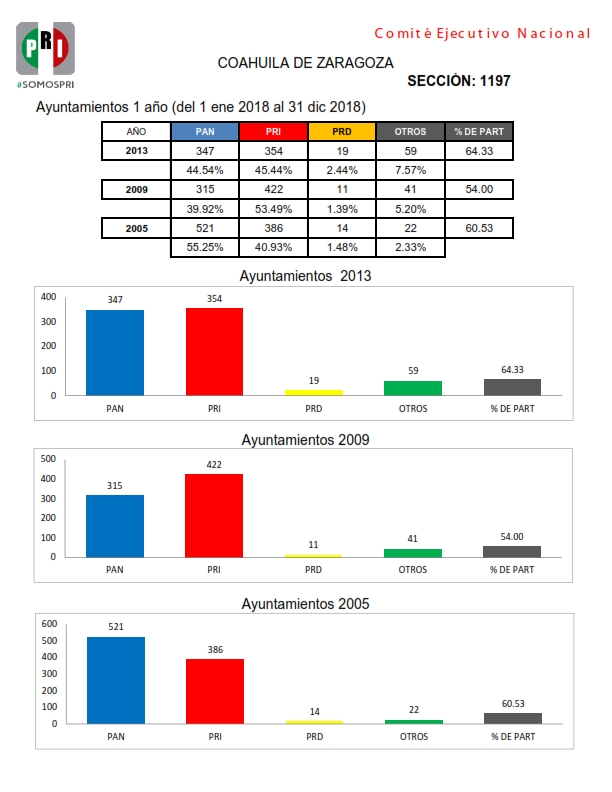 Comité Ejecutivo Nacional
PRI
#SOMOSPRI
COAHUILA DE ZARAGOZA
SECCIÓN: 1197
Ayuntamientos 1 año (del 1 ene 2018 al 31 dic 2018)
AÑO PAN PRI PRD OTROS % DE PART
2013 347 354 19 59 64.33
44.54% 45.44% 2.44% 7.57%
2009 315 422 11 41 54.00
39.92% 53.49% 1.39% 5.20%
2005 521 386 14 22 60.53
55.25% 40.93% 1.48% 2.33%
Ayuntamientos 2013
400
300
200
100
0
347 354 19 59 64.33
PAN PRI PRD OTROS % DE PART
Ayuntamientos 2009
500
400
300
200
100
0
315 422 11 41 54.00
PAN PRI PRD OTROS % DE PART
Ayuntamientos 2005
600
500
400
300
200
100
0
521 386 14 22 60.53
PAN PRI PRD OTROS % DE PART